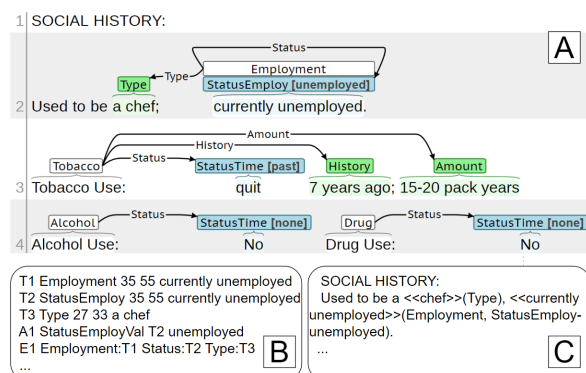 1 SOCIAL HISTORY:
A
Status
Employment
Type Type StatusEmploy [unemployed]
2 Used to be a chef; currently unemployed.
Amount
History
Tobacco Status StatusTime [past] History Amount
3 Tobacco Use: quit 7 years ago; 15-20 pack years
Alcohol Status StatusTime [none] Drug Status StatusTime [none]
4 Alcohol Use: No Drug Use: No
T1 Employment 35 55 currently unemployed
T2 StatusEmploy 35 55 currently unemployed
T3 Type 27 33 a chef
A1 StatusEmployVal T2 unemployed
E1 Employment:T1 Status:T2 Type:T3
...
B
SOCIAL HISTORY:
Used to be a <<chef>>(Type), <<currently
unemployed>>(Employment, StatusEmploy-
unemployed).
...
C